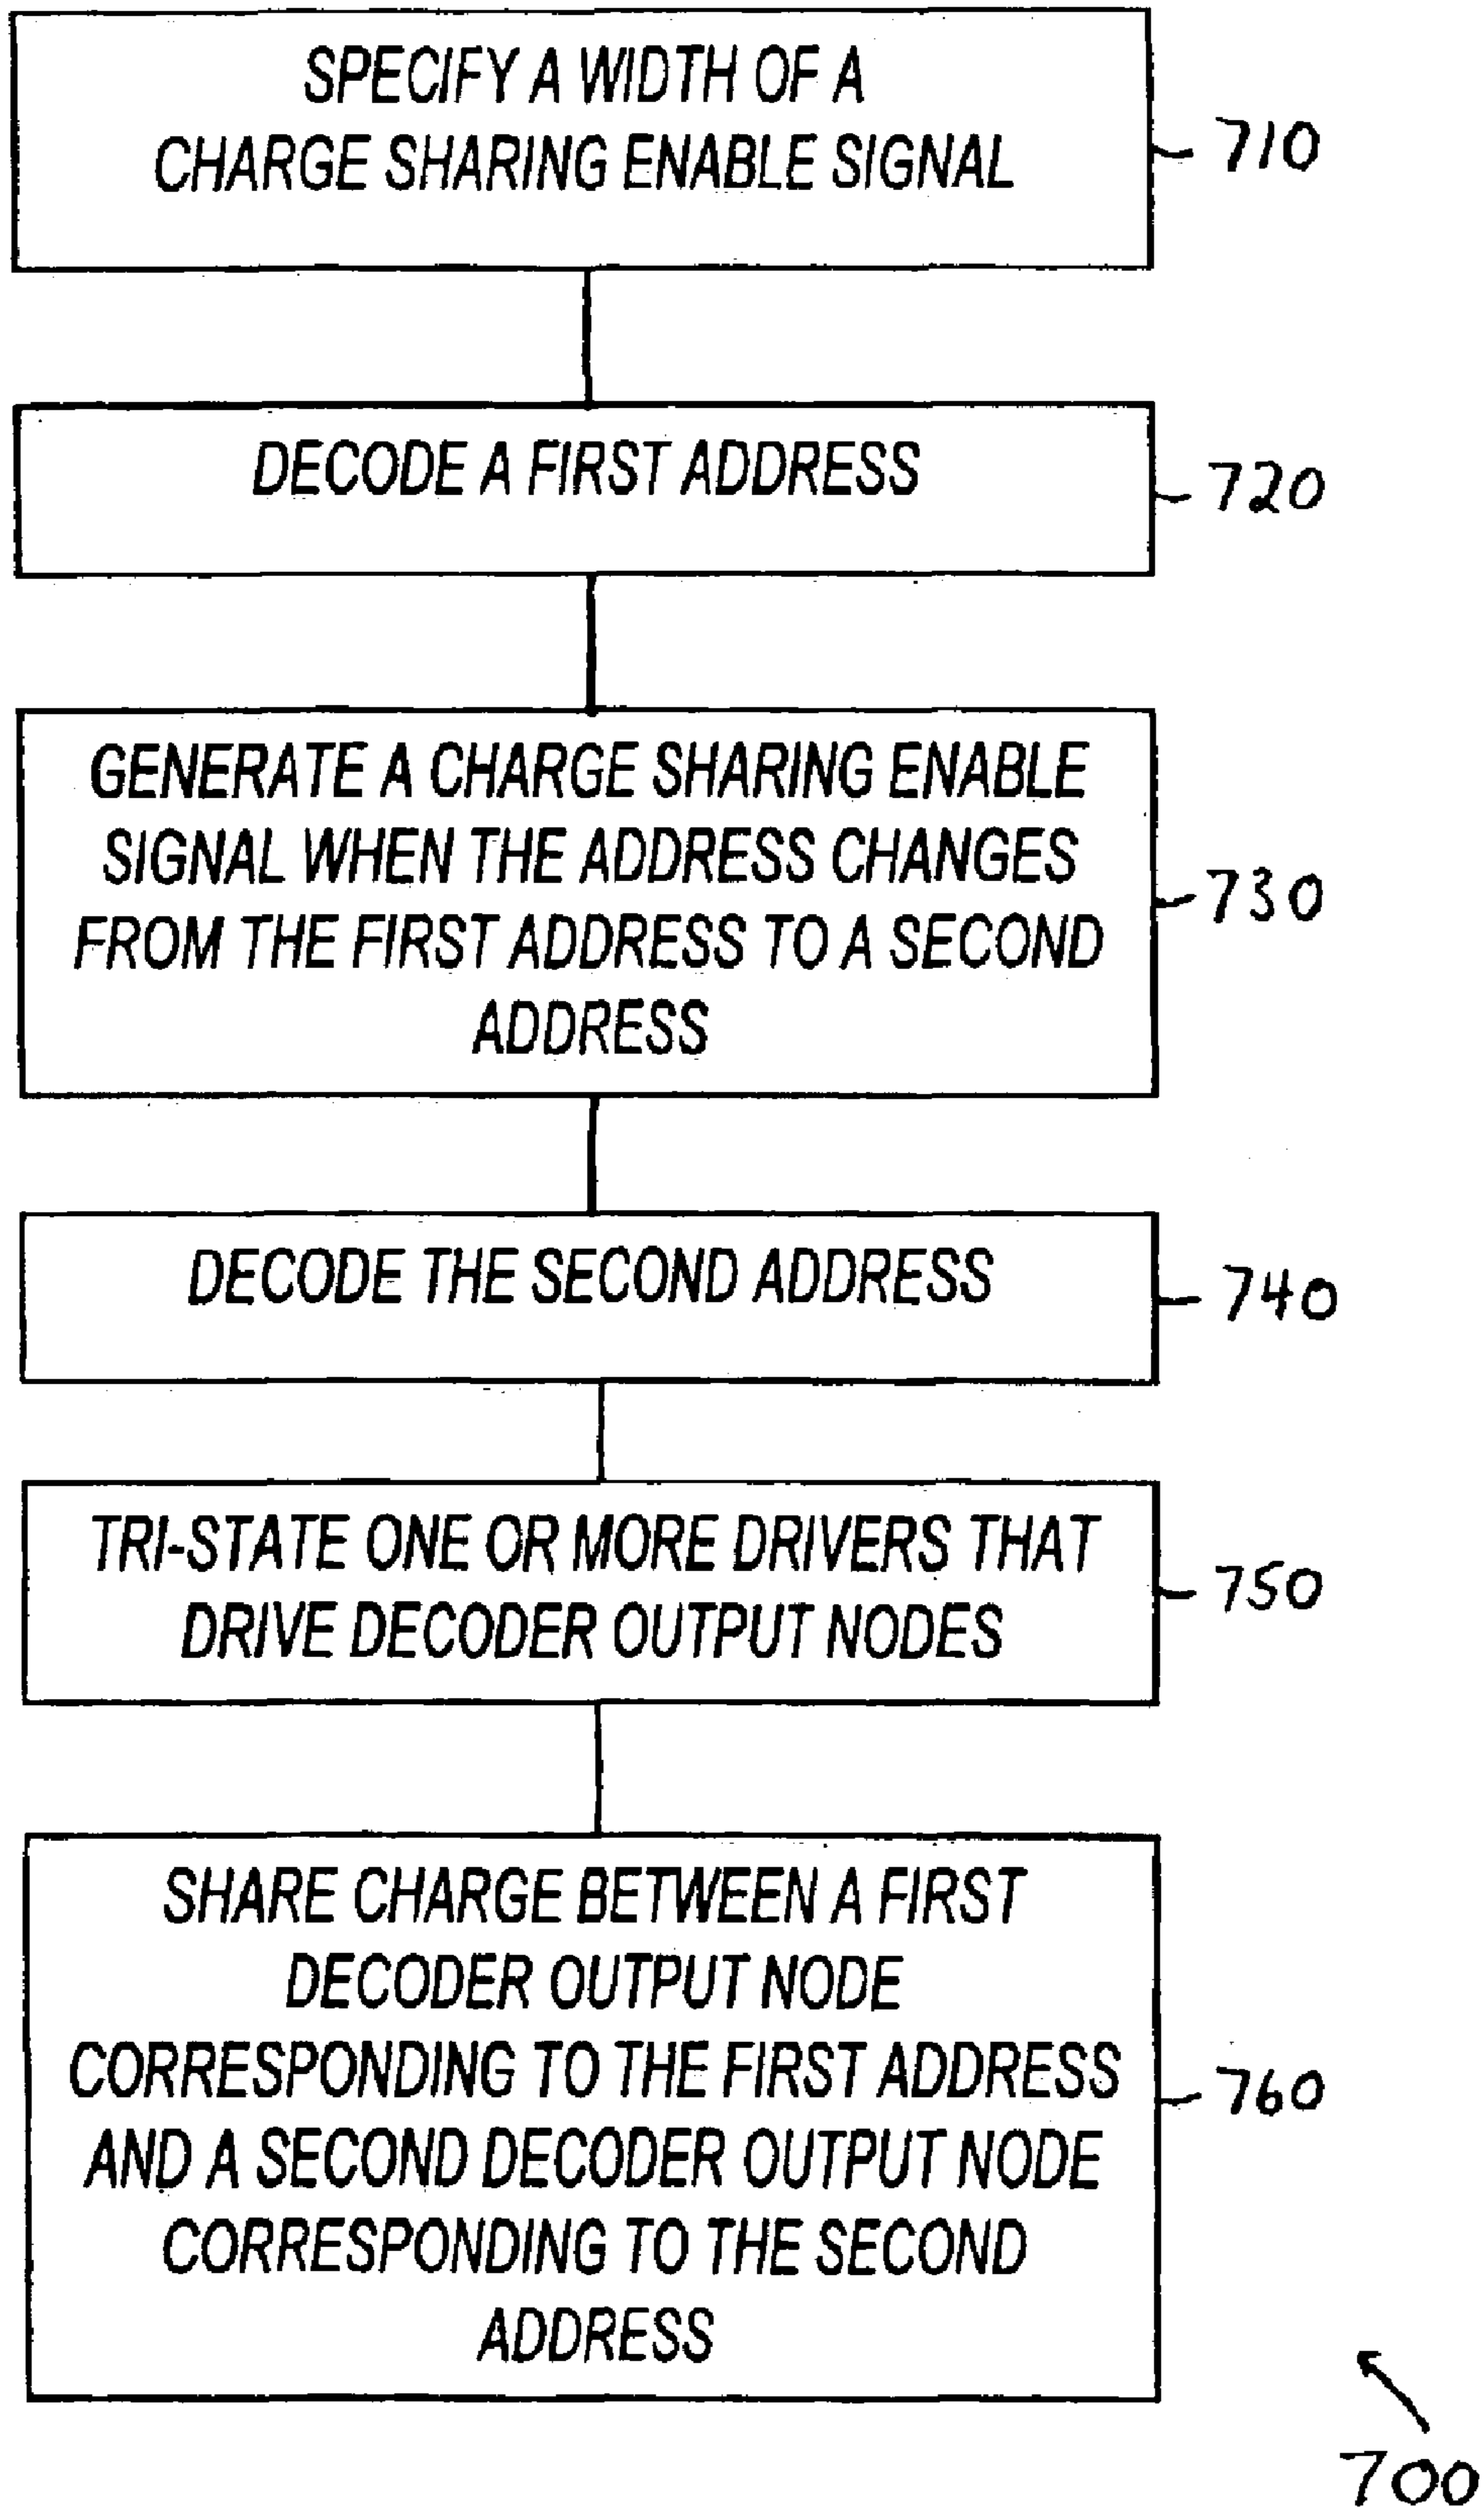 SPECIFY A WIDTH OF A
CHARGE SHARING ENABLE SIGNAL
710
DECODE A FIRST ADDRESS
720
GENERATE A CHARGE SHARING ENABLE
SIGNAL WHEN THE ADDRESS CHANGES
FROM THE FIRST ADDRESS TO A SECOND
ADDRESS
730
DECODE THE SECOND ADDRESS
740
TRI-STATE ONE OR MORE DRIVERS THAT
DRIVE DECODER OUTPUT NODES
750
SHARE CHARGE BETWEEN A FIRST
DECODER OUTPUT NODE
CORRESPONDING TO THE FIRST ADDRESS
AND A SECOND DECODER OUTPUT NODE
CORRESPONDING TO THE SECOND
ADDRESS
760
700